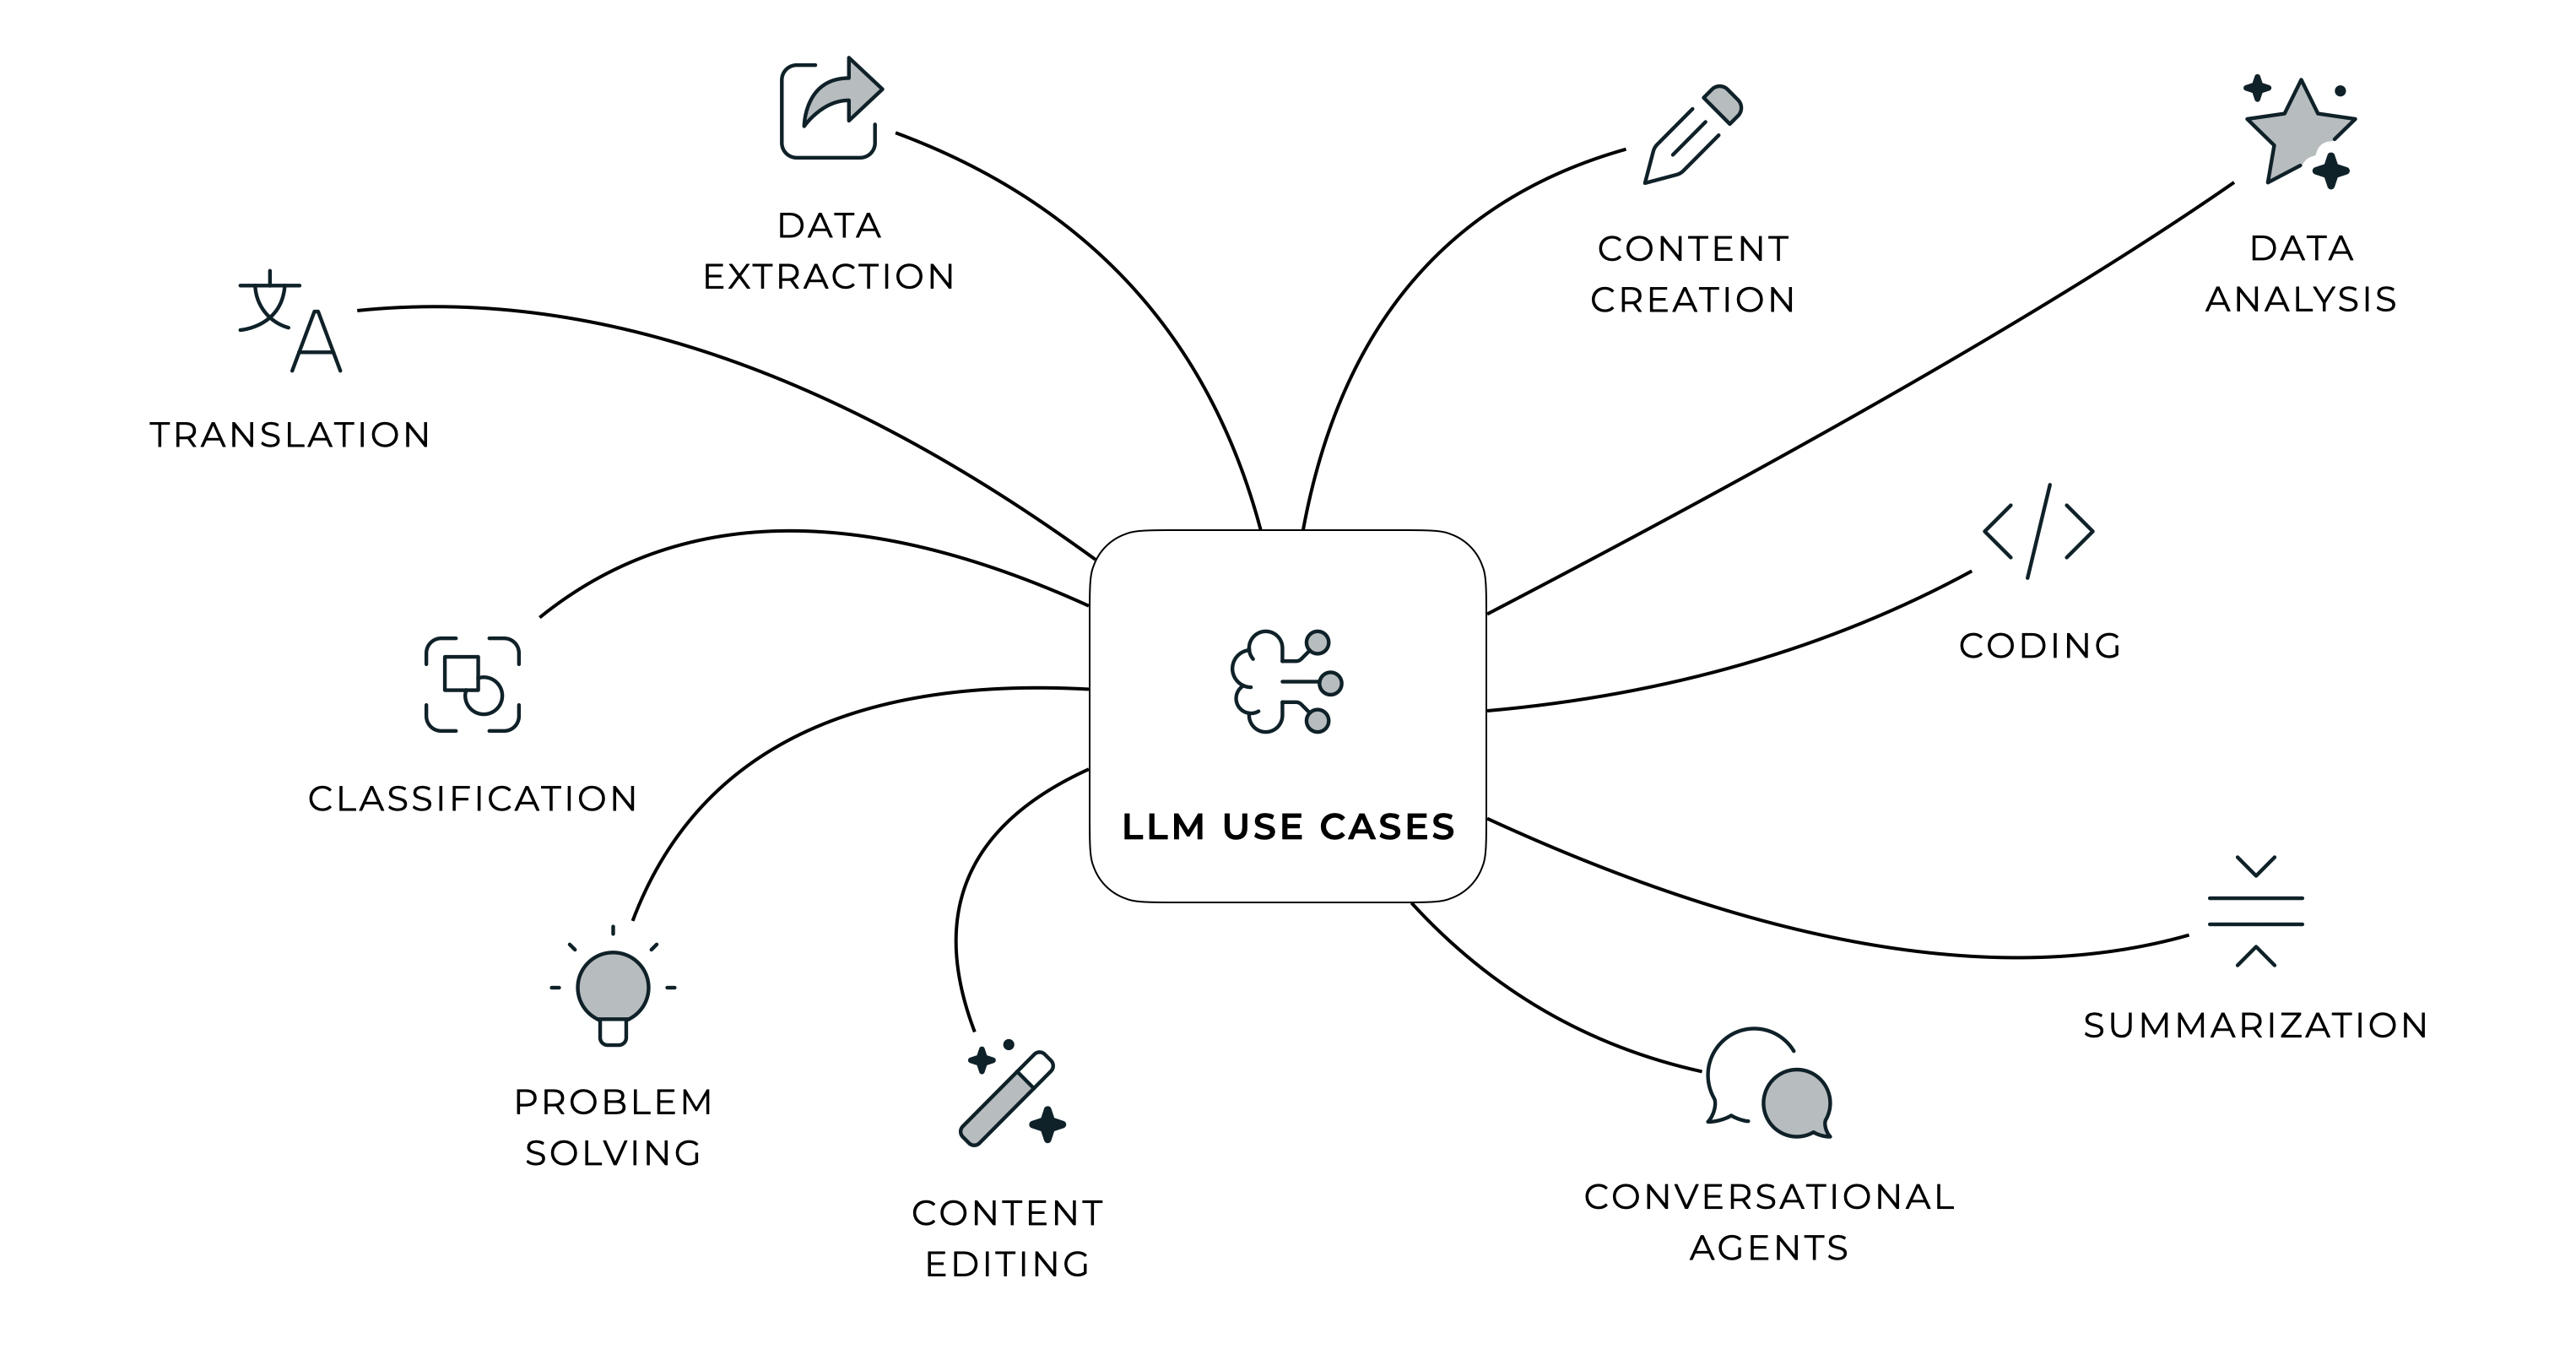 DATA
EXTRACTION
CONTENT
CREATION
DATA
ANALYSIS
文
A
TRANSLATION
CODING
CLASSIFICATION
LLM USE CASES
SUMMARIZATION
PROBLEM
SOLVING
CONTENT
EDITING
CONVERSATIONAL
AGENTS